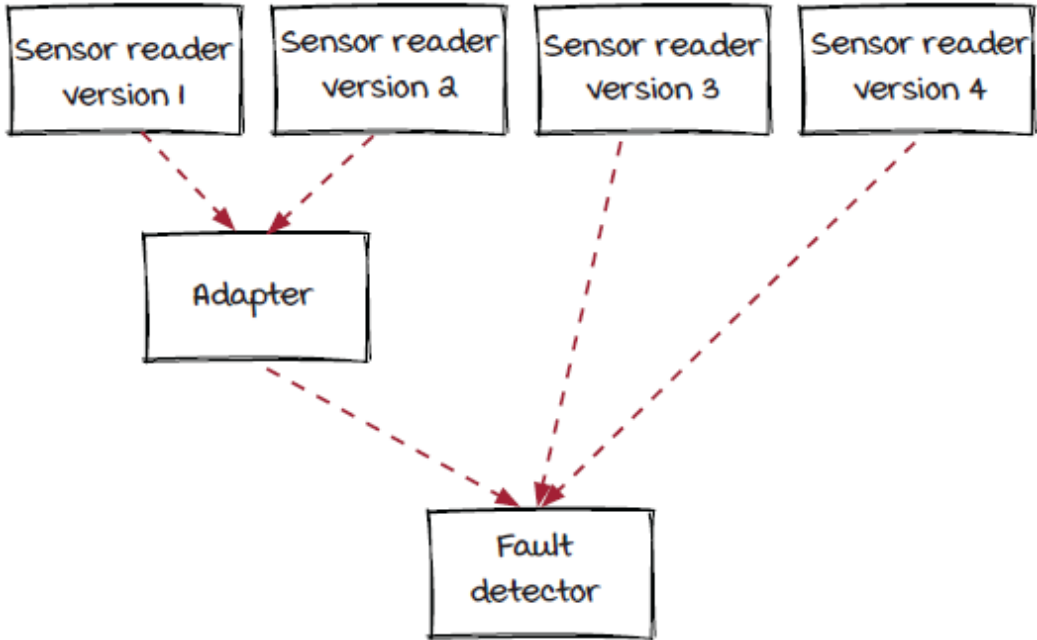 Sensor reader
version 1
Sensor reader
version 2
Sensor reader
version 3
Sensor reader
version 4
Adapter
Fault
detector